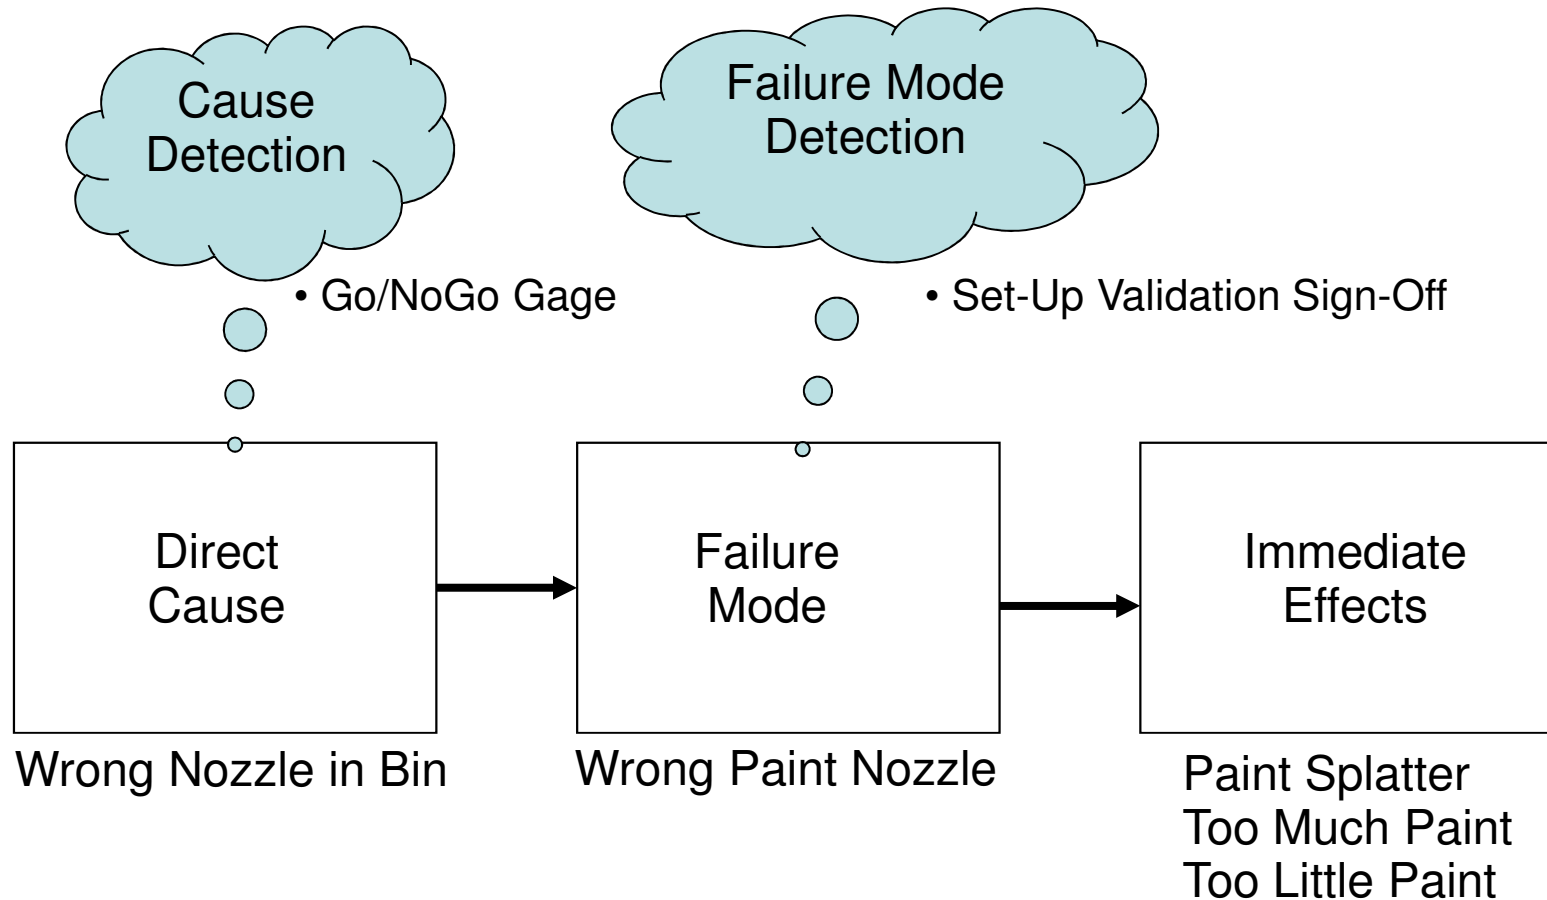 Cause
Detection
Failure Mode
Detection
• Go/NoGo Gage
• Set-Up Validation Sign-Off
Direct
Cause
Failure
Mode
Immediate
Effects
Wrong Nozzle in Bin
Wrong Paint Nozzle
Paint Splatter
Too Much Paint
Too Little Paint